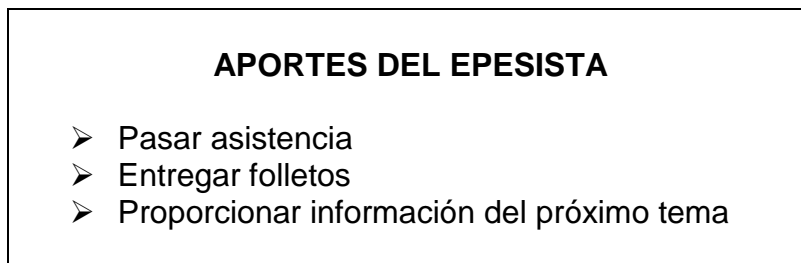 APORTES DEL EPESISTA
➢ Pasar asistencia
➢ Entregar folletos
➢ Proporcionar información del próximo tema